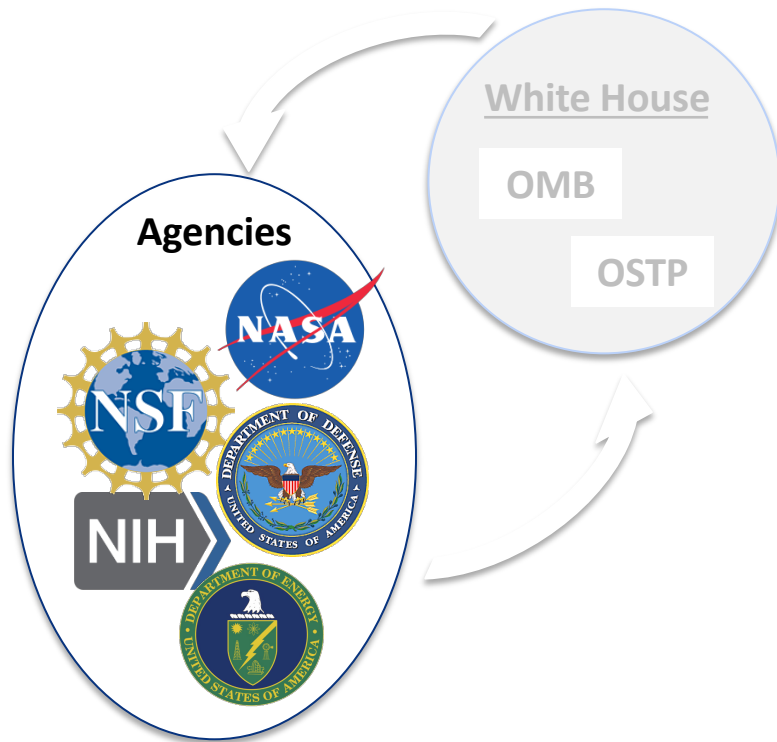 White House
OMB
OSTP
Agencies
NASA
NSF
DEPARTMENT OF DEFENSE
UNITED STATES OF AMERICA
NIH
DEPARTMENT OF ENERGY
UNITED STATES OF AMERICA